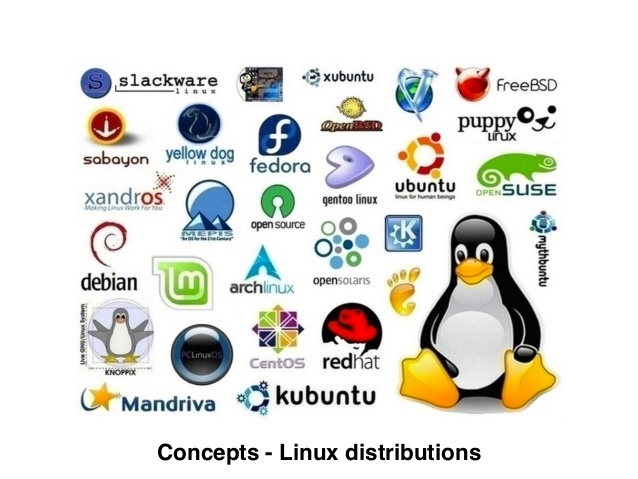 slackware
linux
xubuntu
FreeBSD
OpenBSD
puppy
LINUX
sabayon
yellow dog
linux
fedora
gentoo linux
ubuntu
linux for human beings
openSUSE
xandros
Making Linux Work For You
MEPIS
"An OS for the 21st Century"
open source
debian
archlinux
opensolaris
mythbuntu
Live GNU/Linux System
KNOPPIX
PCLinuxOS
CentOS
redhat
Mandriva
kubuntu
Concepts - Linux distributions